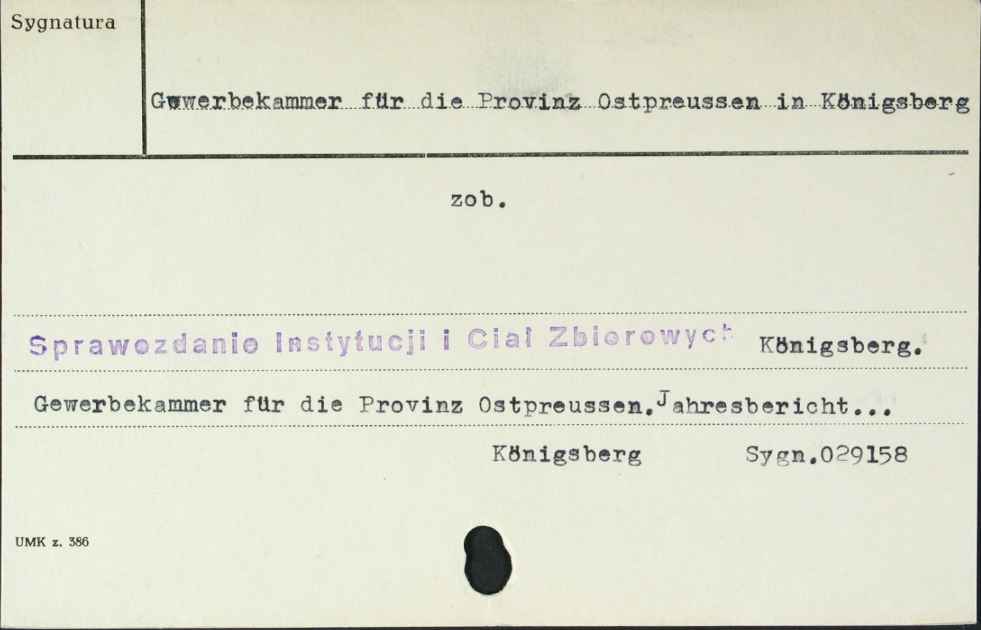 Sygnatura
Gewerbekammer für die Provinz Ostpreussen in Königsberg
zob.
Sprawozdanie Instytucji i Ciał Zbiorowych Königsberg.
Gewerbekammer für die Provinz Ostpreussen.Jahresbericht...
Königsberg Sygn.029158
UMK z. 386